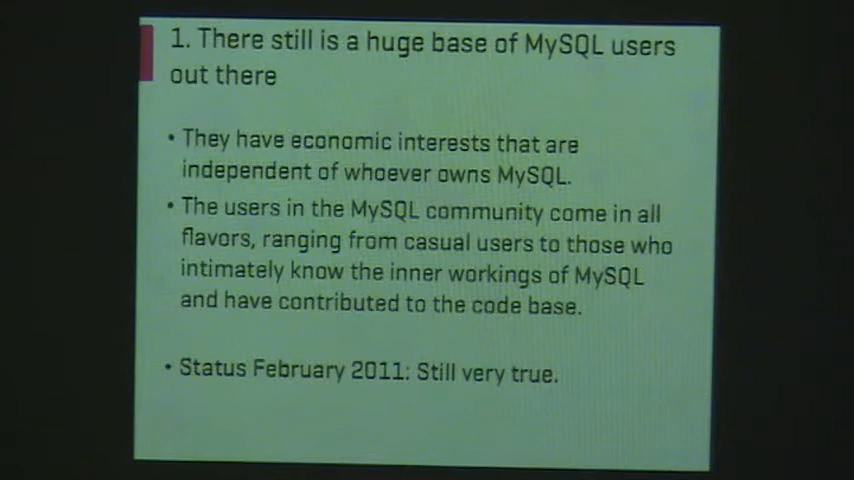 1. There still is a huge base of MySQL users
out there
• They have economic interests that are
independent of whoever owns MySQL.
• The users in the MySQL community come in all
flavors, ranging from casual users to those who
intimately know the inner workings of MySQL
and have contributed to the code base.
• Status February 2011: Still very true.